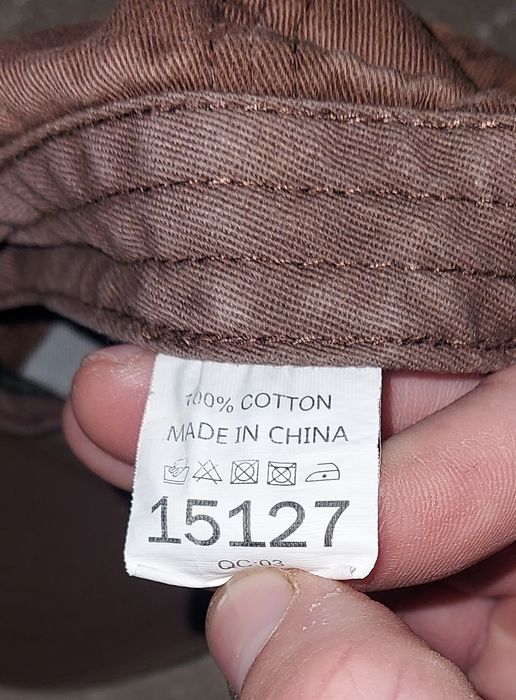 100% COTTON
MADE IN CHINA
15127
QC:03